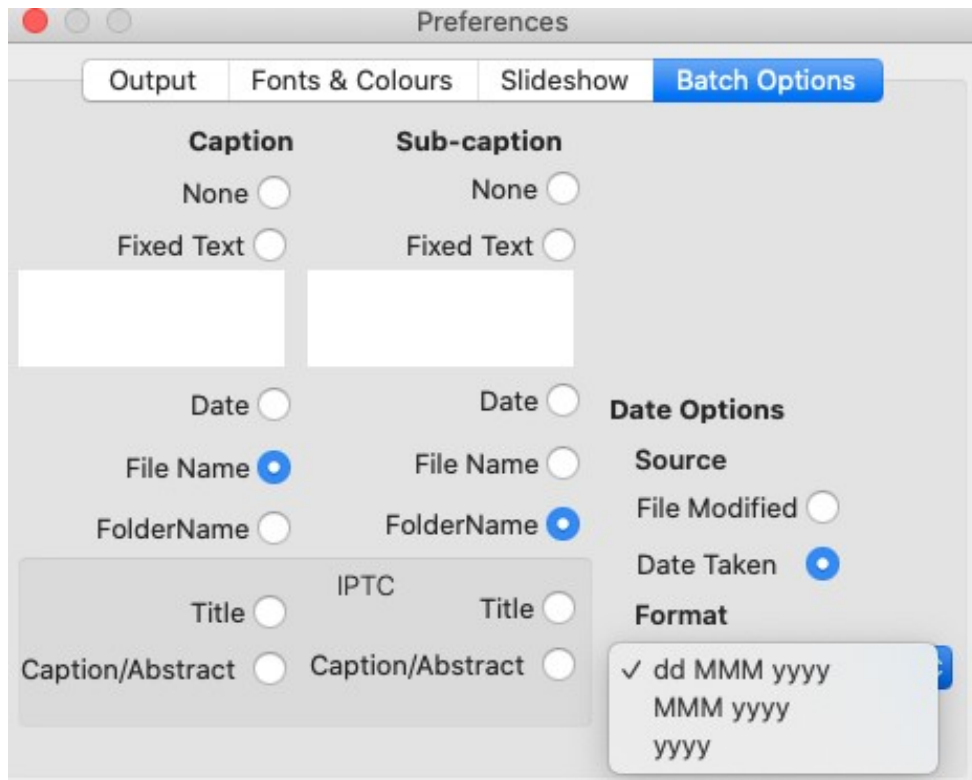 Preferences
Output Fonts & Colours Slideshow Batch Options
Caption Sub-caption
None None
Fixed Text Fixed Text
Date Date
Date Options
File Name File Name
Source
FolderName FolderName
File Modified
IPTC
Date Taken
Title Title
Format
Caption/Abstract Caption/Abstract
✓ dd MMM yyyy
MMM yyyy
yyyy